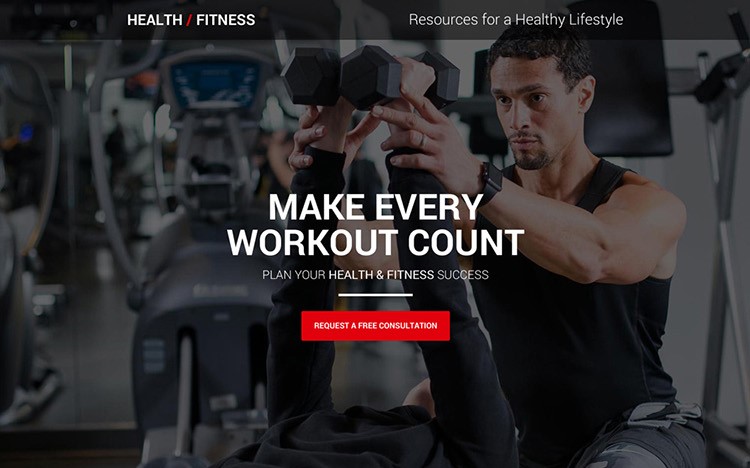 HEALTH / FITNESS
Resources for a Healthy Lifestyle
MAKE EVERY
WORKOUT COUNT
PLAN YOUR HEALTH & FITNESS SUCCESS
REQUEST A FREE CONSULTATION